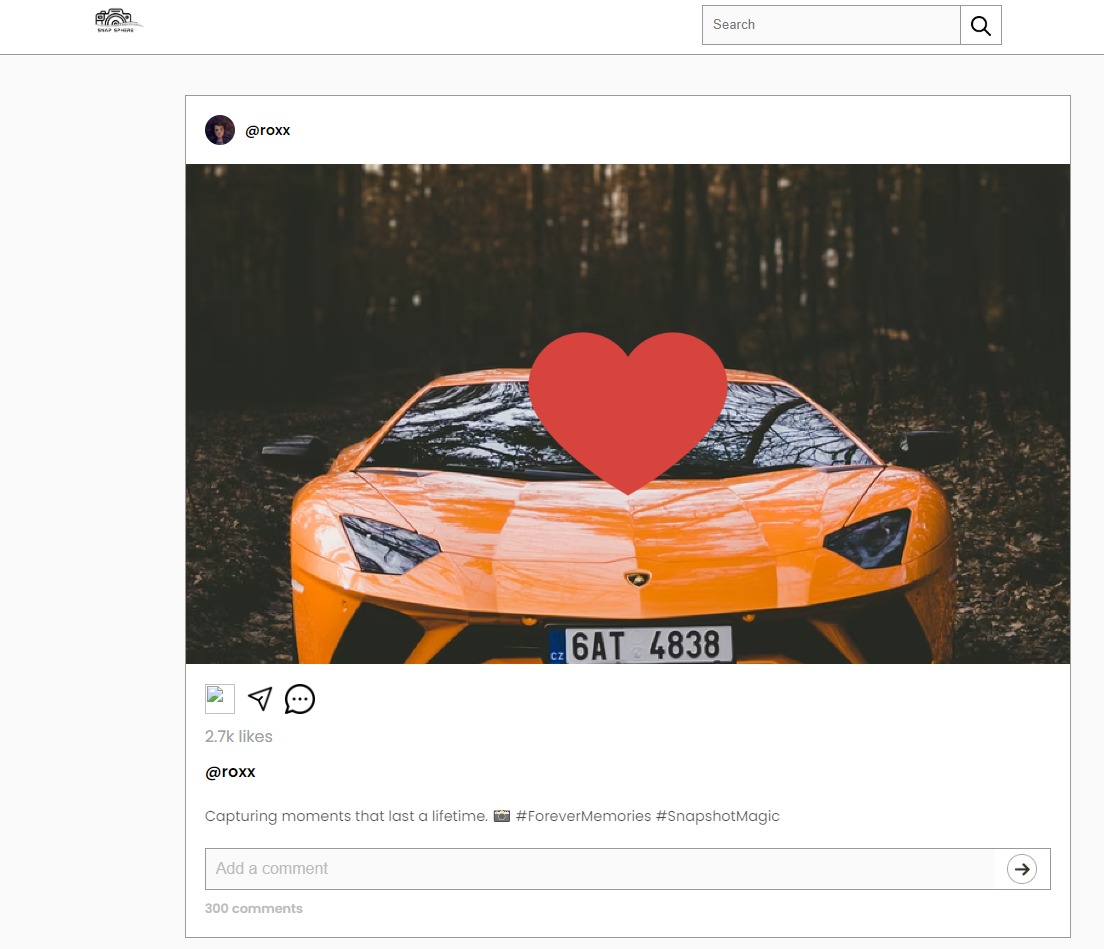 SNAP SPHERE
Search
@roxx
CZ 6AT 4838
2.7k likes
@roxx
Capturing moments that last a lifetime. 📸 #ForeverMemories #SnapshotMagic
Add a comment
300 comments